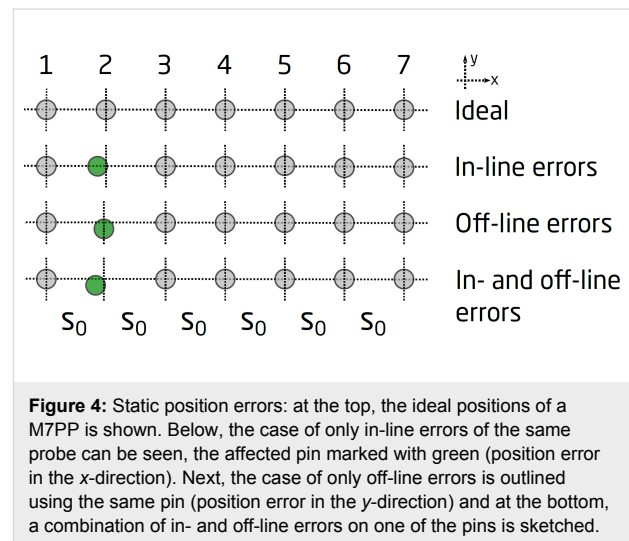 1 2 3 4 5 6 7
y
x
Ideal
In-line errors
Off-line errors
In- and off-line
errors
S0 S0 S0 S0 S0 S0
Figure 4: Static position errors: at the top, the ideal positions of a
M7PP is shown. Below, the case of only in-line errors of the same
probe can be seen, the affected pin marked with green (position error
in the x-direction). Next, the case of only off-line errors is outlined
using the same pin (position error in the y-direction) and at the bottom,
a combination of in- and off-line errors on one of the pins is sketched.